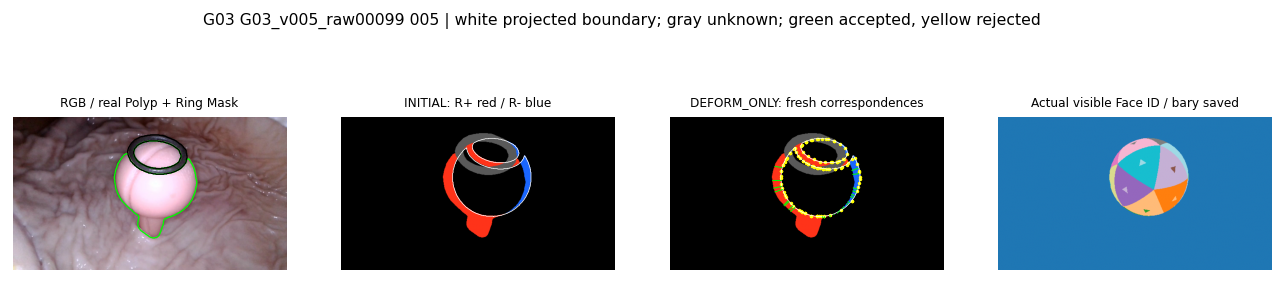 G03 G03_v005_raw00099 005 | white projected boundary; gray unknown; green accepted, yellow rejected
RGB / real Polyp + Ring Mask
INITIAL: R+ red / R- blue
DEFORM_ONLY: fresh correspondences
Actual visible Face ID / bary saved